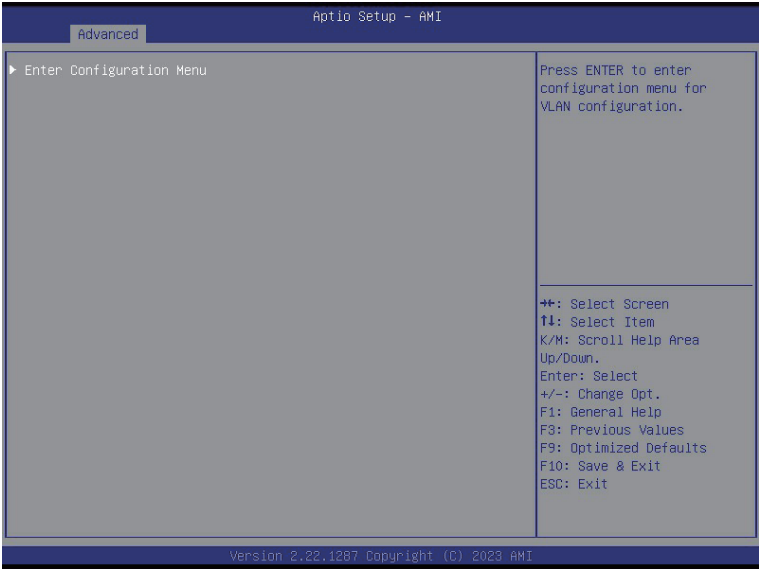 Aptio Setup – AMI
Advanced
▶ Enter Configuration Menu
Press ENTER to enter
configuration menu for
VLAN configuration.
→←: Select Screen
↑↓: Select Item
K/M: Scroll Help Area
Up/Down.
Enter: Select
+/-: Change Opt.
F1: General Help
F3: Previous Values
F9: Optimized Defaults
F10: Save & Exit
ESC: Exit
Version 2.22.1287 Copyright (C) 2023 AMI